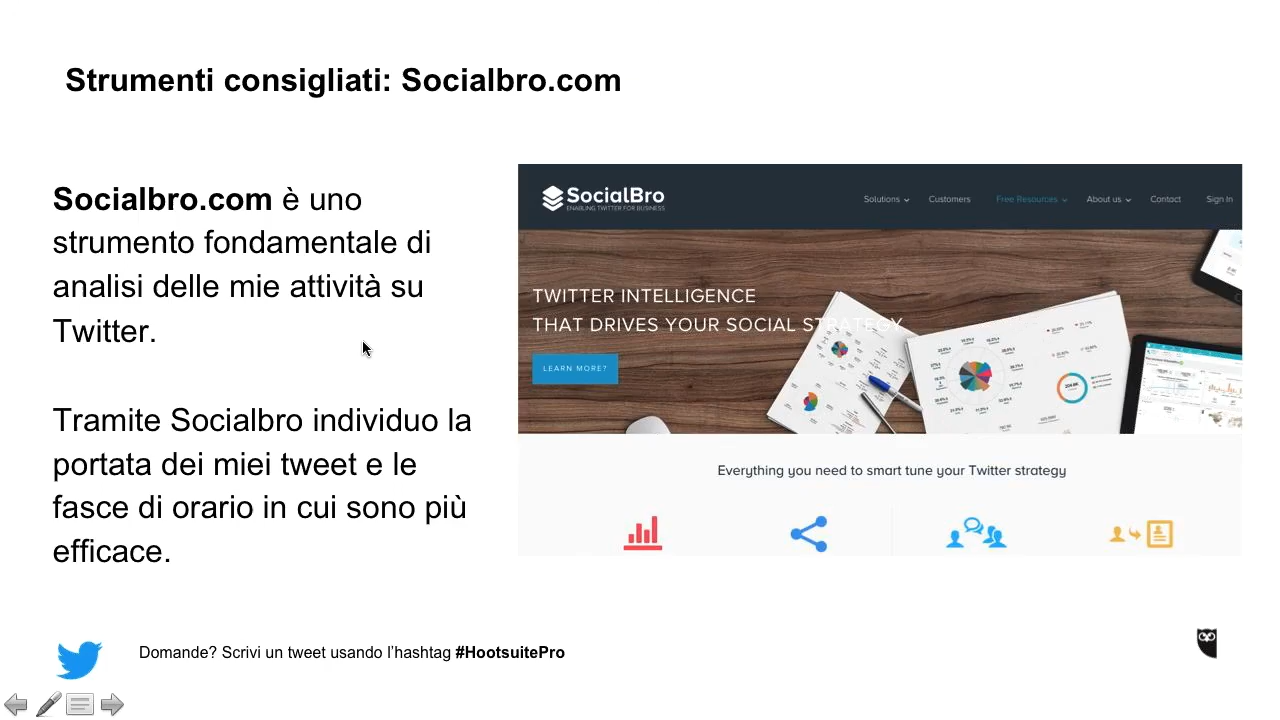 Strumenti consigliati: Socialbro.com
Socialbro.com è uno
strumento fondamentale di
analisi delle mie attività su
Twitter.
Tramite Socialbro individuo la
portata dei miei tweet e le
fasce di orario in cui sono più
efficace.
SocialBro
ENABLING TWITTER FOR BUSINESS
Solutions Customers Free Resources About us Contact Sign In
TWITTER INTELLIGENCE
THAT DRIVES YOUR SOCIAL STRATEGY
LEARN MORE?
Everything you need to smart tune your Twitter strategy
Domande? Scrivi un tweet usando l’hashtag #HootsuitePro